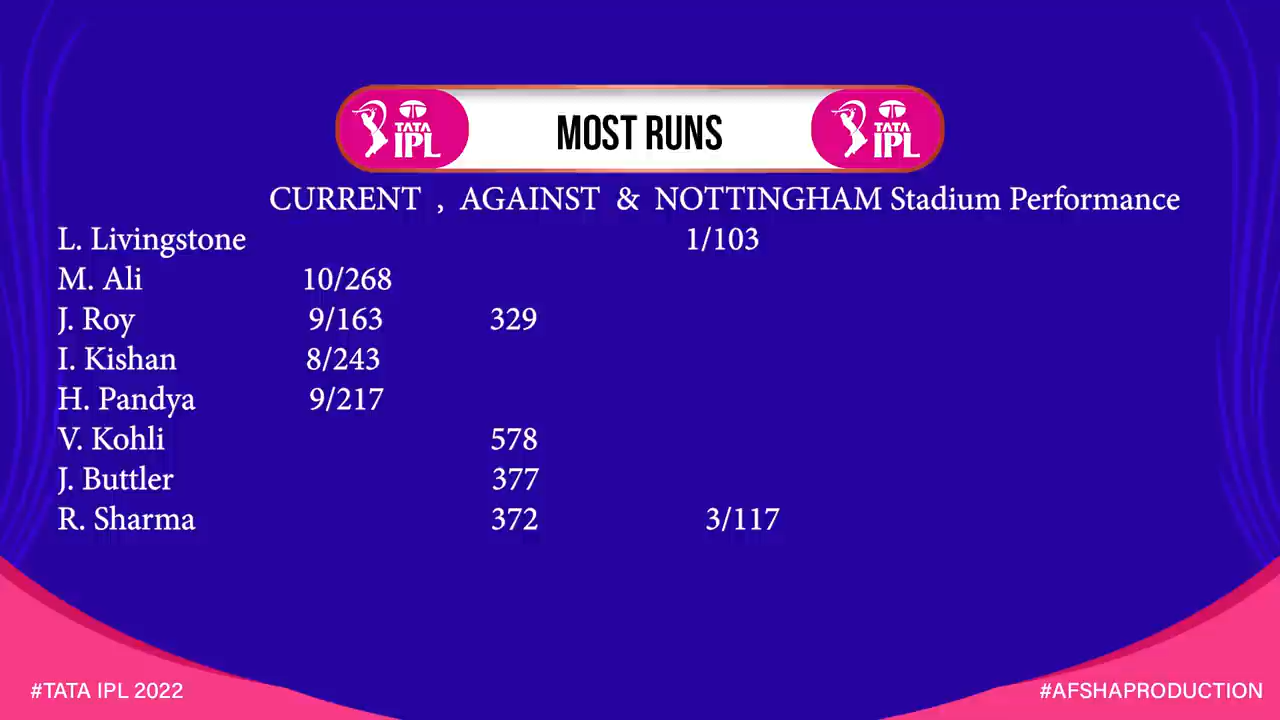 TATA IPL MOST RUNS TATA IPL
CURRENT , AGAINST & NOTTINGHAM Stadium Performance
L. Livingstone 1/103
M. Ali 10/268
J. Roy 9/163 329
I. Kishan 8/243
H. Pandya 9/217
V. Kohli 578
J. Buttler 377
R. Sharma 372 3/117
#TATA IPL 2022 #AFSHAPRODUCTION